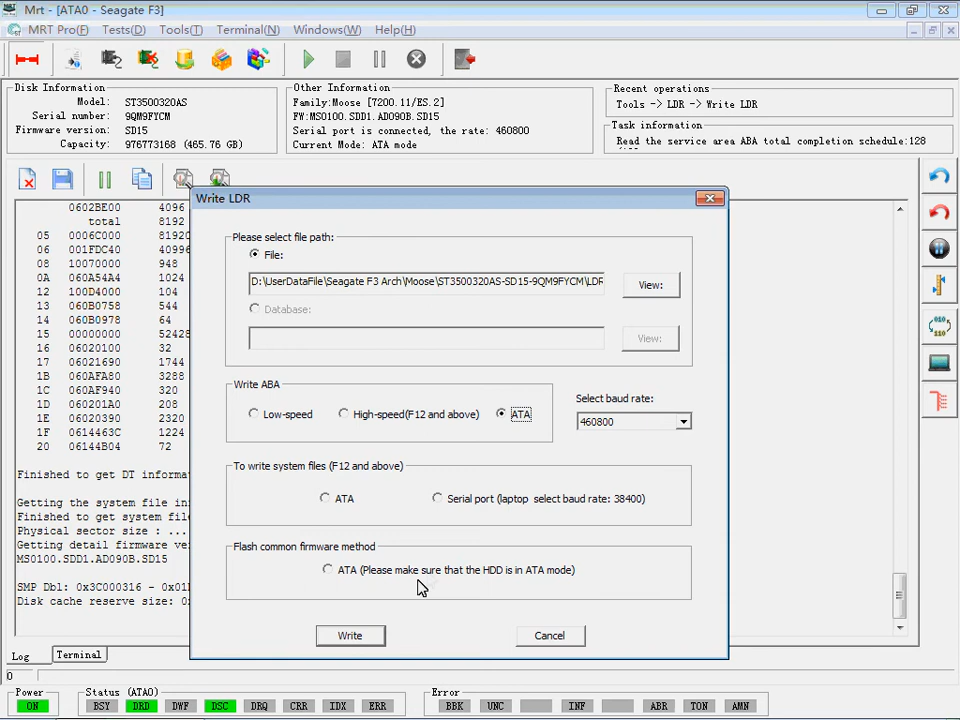 Mrt - [ATA0 - Seagate F3]
MRT Pro(F) Tests(D) Tools(T) Terminal(N) Windows(W) Help(H)
Disk Information
Model: ST3500320AS
Serial number: 9QM9FYCM
Firmware version: SD15
Capacity: 976773168 (465.76 GB)
Other Information
Family:Moose [7200.11/ES.2]
FW:MS0100.SDD1.AD090B.SD15
Serial port is connected, the rate: 460800
Current Mode: ATA mode
Recent operations
Tools -> LDR -> Write LDR
Task information
Read the service area ABA total completion schedule:128
0602BE00 4096
total 8192
05 0006C000 81920
06 001FDC40 40996
08 10070000 948
0A 060A54A4 1024
12 100D0004 104
13 060B0758 544
14 060B0978 64
15 00000000 52428
16 06020100 32
17 06021690 1744
1B 060AFA80 3288
1C 060AF940 320
1D 060201A0 208
1E 06020390 2320
1F 0614463C 1224
20 06144B04 72
Finished to get DT informat
Getting the system file in
Finished to get system file
Physical sector size : ...
Getting detail firmware ve
MS0100.SDD1.AD090B.SD15
SMP Dbl: 0x3C000316 - 0x01
Disk cache reserve size: 0
Write LDR
Please select file path:
File:
D:\UserDataFile\Seagate F3 Arch\Moose\ST3500320AS-SD15-9QM9FYCM\LDR
View:
Database:
View:
Write ABA
Low-speed High-speed(F12 and above) ATA
Select baud rate:
460800
To write system files (F12 and above)
ATA Serial port (laptop select baud rate: 38400)
Flash common firmware method
ATA (Please make sure that the HDD is in ATA mode)
Write Cancel
Log Terminal
0
Power
ON
Status (ATA0)
BSY DRD DWF DSC DRQ CRR IDX ERR
Error
BBK UNC INF ABR TON AMN